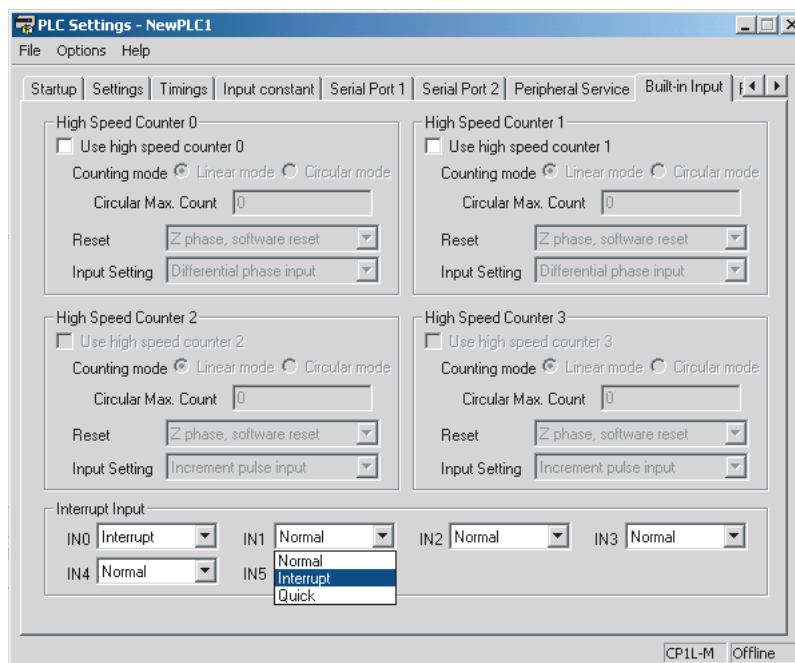 PLC Settings - NewPLC1
File Options Help
Startup Settings Timings Input constant Serial Port 1 Serial Port 2 Peripheral Service Built-in Input
High Speed Counter 0
Use high speed counter 0
Counting mode Linear mode Circular mode
Circular Max. Count 0
Reset Z phase, software reset
Input Setting Differential phase input
High Speed Counter 1
Use high speed counter 1
Counting mode Linear mode Circular mode
Circular Max. Count 0
Reset Z phase, software reset
Input Setting Differential phase input
High Speed Counter 2
Use high speed counter 2
Counting mode Linear mode Circular mode
Circular Max. Count 0
Reset Z phase, software reset
Input Setting Increment pulse input
High Speed Counter 3
Use high speed counter 3
Counting mode Linear mode Circular mode
Circular Max. Count 0
Reset Z phase, software reset
Input Setting Increment pulse input
Interrupt Input
IN0 Interrupt IN1 Normal IN2 Normal IN3 Normal
IN4 Normal IN5
Normal
Interrupt
Quick
CP1L-M Offline